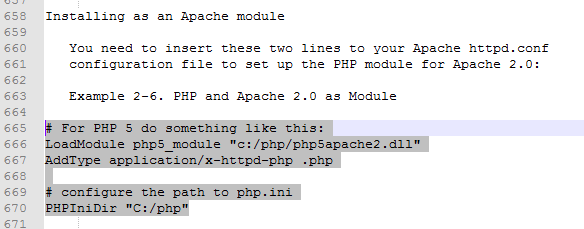 658 Installing as an Apache module
659
660 You need to insert these two lines to your Apache httpd.conf
661 configuration file to set up the PHP module for Apache 2.0:
662
663 Example 2-6. PHP and Apache 2.0 as Module
664
665 # For PHP 5 do something like this:
666 LoadModule php5_module "c:/php/php5apache2.dll"
667 AddType application/x-httpd-php .php
668
669 # configure the path to php.ini
670 PHPIniDir "C:/php"
671